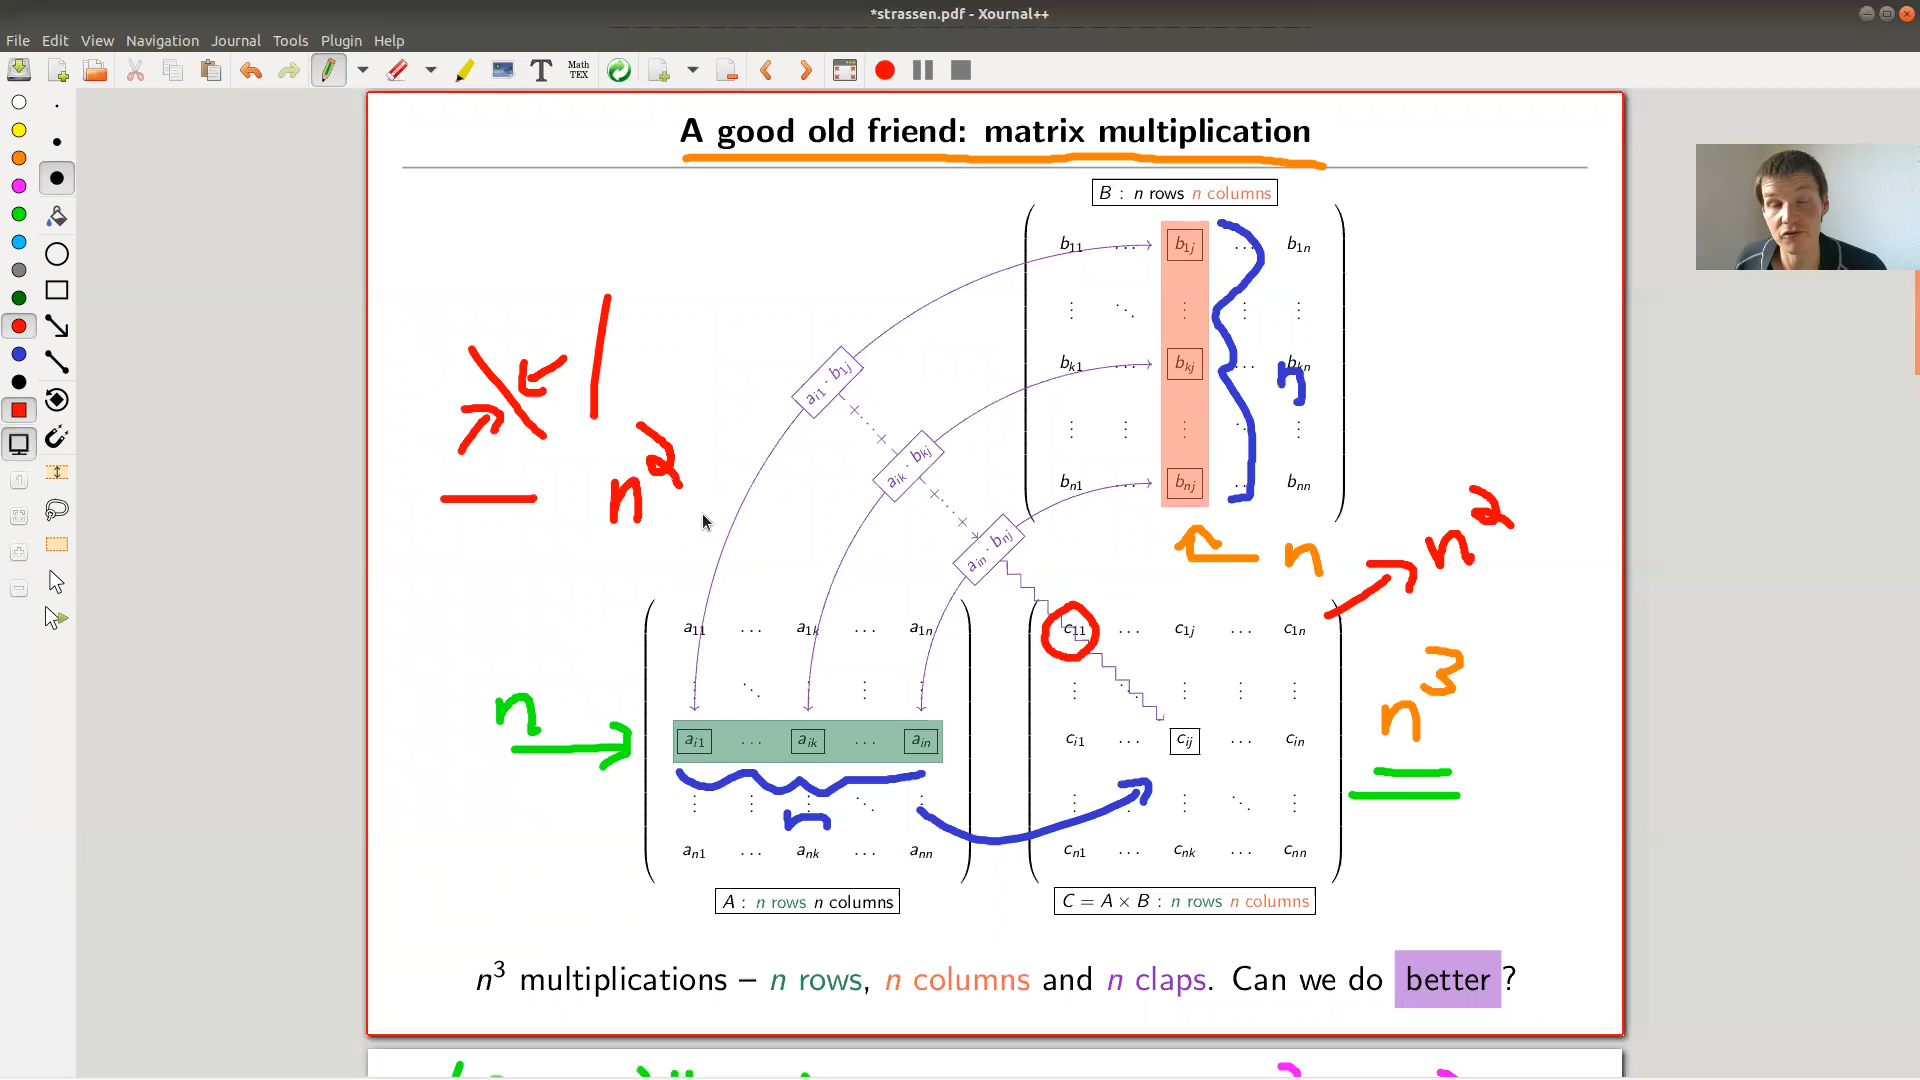 *strassen.pdf - Xournal++
File Edit View Navigation Journal Tools Plugin Help
Math
TEX
A good old friend: matrix multiplication
B : n rows n columns
b11 ... b1j ... b1n
bk1 ... bkj ... bkn
bn1 ... bnj ... bnn
n
n
n²
n²
ai1 · b1j
aik · bkj
ain · bnj
a11 ... a1k ... a1n
n
ai1 ... aik ... ain
n
an1 ... ank ... ann
A : n rows n columns
c11 ... c1j ... c1n
ci1 ... cij ... cin
cn1 ... cnk ... cnn
n³
C = A × B : n rows n columns
n³ multiplications – n rows, n columns and n claps. Can we do better ?